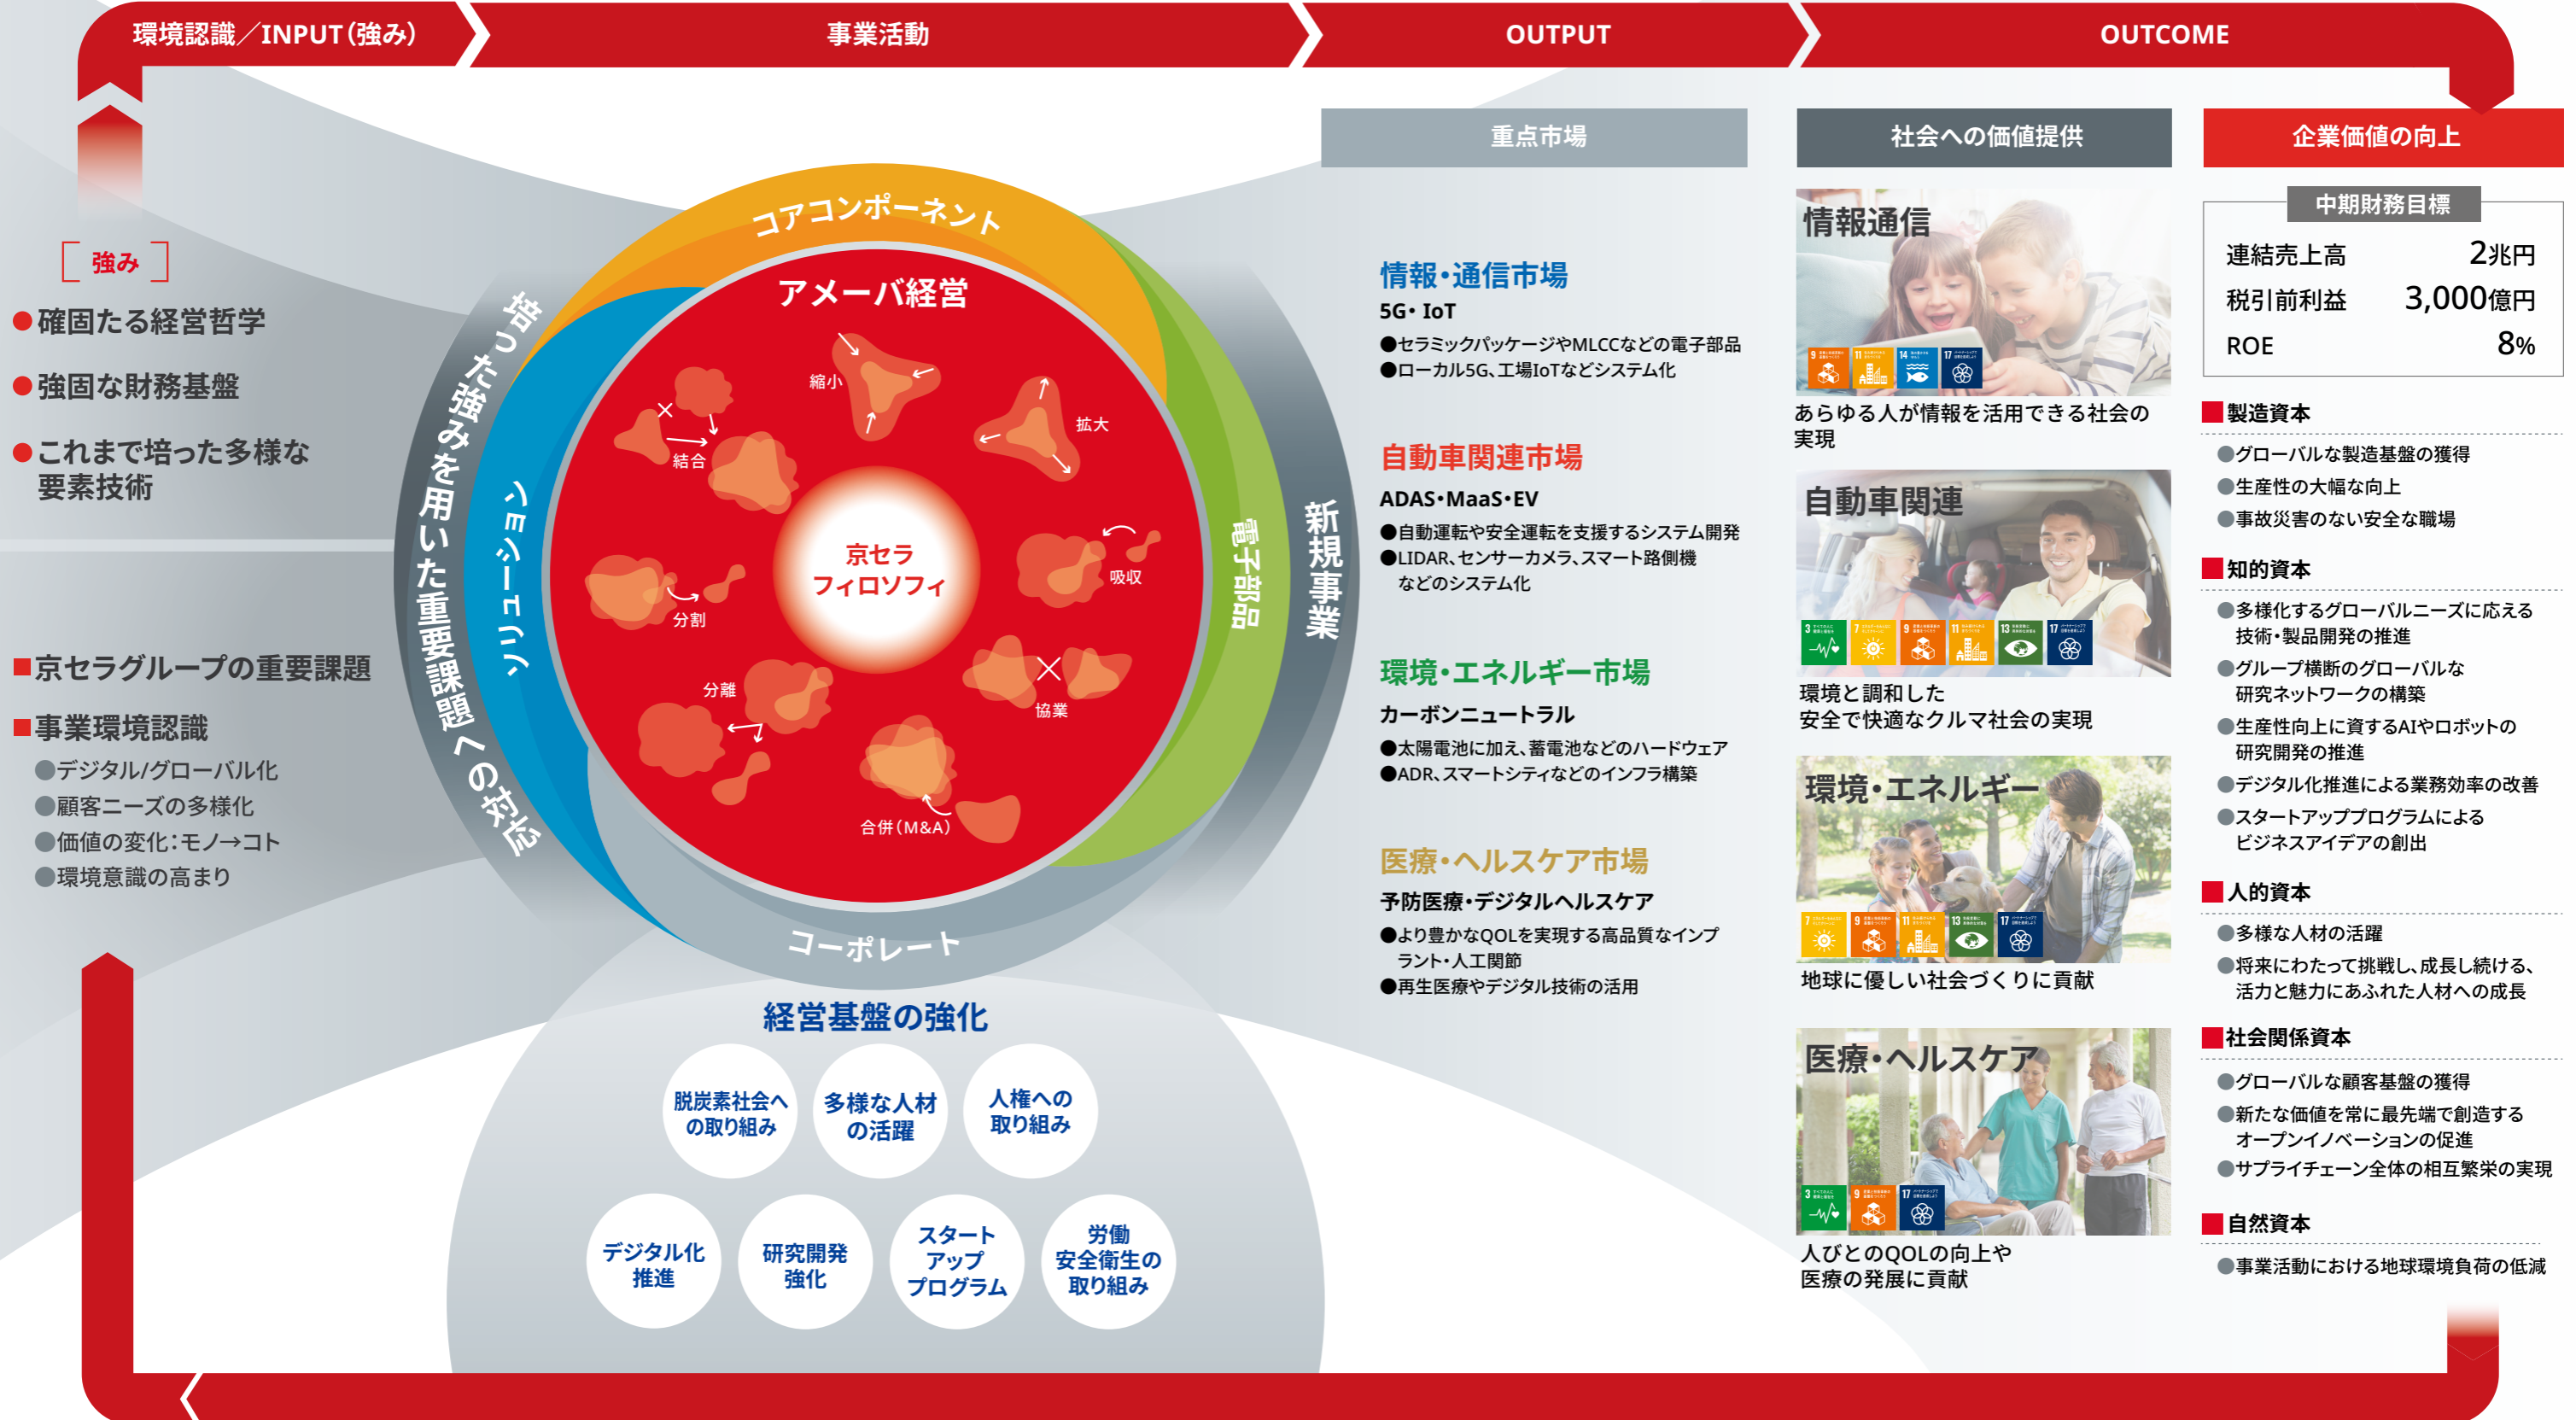 環境認識／INPUT（強み）
事業活動
OUTPUT
OUTCOME
強み
●確固たる経営哲学
●強固な財務基盤
●これまで培った多様な
要素技術
■京セラグループの重要課題
■事業環境認識
●デジタル/グローバル化
●顧客ニーズの多様化
●価値の変化：モノ→コト
●環境意識の高まり
培った強みを用いた重要課題への対応
コアコンポーネント
ソリューション
電子部品
新規事業
コーポレート
アメーバ経営
縮小
拡大
結合
吸収
分割
分離
協業
合併（M&A）
京セラ
フィロソフィ
経営基盤の強化
脱炭素社会へ
の取り組み
多様な人材
の活躍
人権への
取り組み
デジタル化
推進
研究開発
強化
スタート
アップ
プログラム
労働
安全衛生の
取り組み
重点市場
情報・通信市場
5G・IoT
●セラミックパッケージやMLCCなどの電子部品
●ローカル5G、工場IoTなどシステム化
自動車関連市場
ADAS・MaaS・EV
●自動運転や安全運転を支援するシステム開発
●LIDAR、センサーカメラ、スマート路側機
などのシステム化
環境・エネルギー市場
カーボンニュートラル
●太陽電池に加え、蓄電池などのハードウェア
●ADR、スマートシティなどのインフラ構築
医療・ヘルスケア市場
予防医療・デジタルヘルスケア
●より豊かなQOLを実現する高品質なインプ
ラント・人工関節
●再生医療やデジタル技術の活用
社会への価値提供
情報通信
9 11 14 17
あらゆる人が情報を活用できる社会の
実現
自動車関連
3 7 9 11 13 17
環境と調和した
安全で快適なクルマ社会の実現
環境・エネルギー
7 9 11 13 17
地球に優しい社会づくりに貢献
医療・ヘルスケア
3 9 17
人びとのQOLの向上や
医療の発展に貢献
企業価値の向上
中期財務目標
連結売上高 2兆円
税引前利益 3,000億円
ROE 8%
■製造資本
●グローバルな製造基盤の獲得
●生産性の大幅な向上
●事故災害のない安全な職場
■知的資本
●多様化するグローバルニーズに応える
技術・製品開発の推進
●グループ横断のグローバルな
研究ネットワークの構築
●生産性向上に資するAIやロボットの
研究開発の推進
●デジタル化推進による業務効率の改善
●スタートアッププログラムによる
ビジネスアイデアの創出
■人的資本
●多様な人材の活躍
●将来にわたって挑戦し、成長し続ける、
活力と魅力にあふれた人材への成長
■社会関係資本
●グローバルな顧客基盤の獲得
●新たな価値を常に最先端で創造する
オープンイノベーションの促進
●サプライチェーン全体の相互繁栄の実現
■自然資本
●事業活動における地球環境負荷の低減